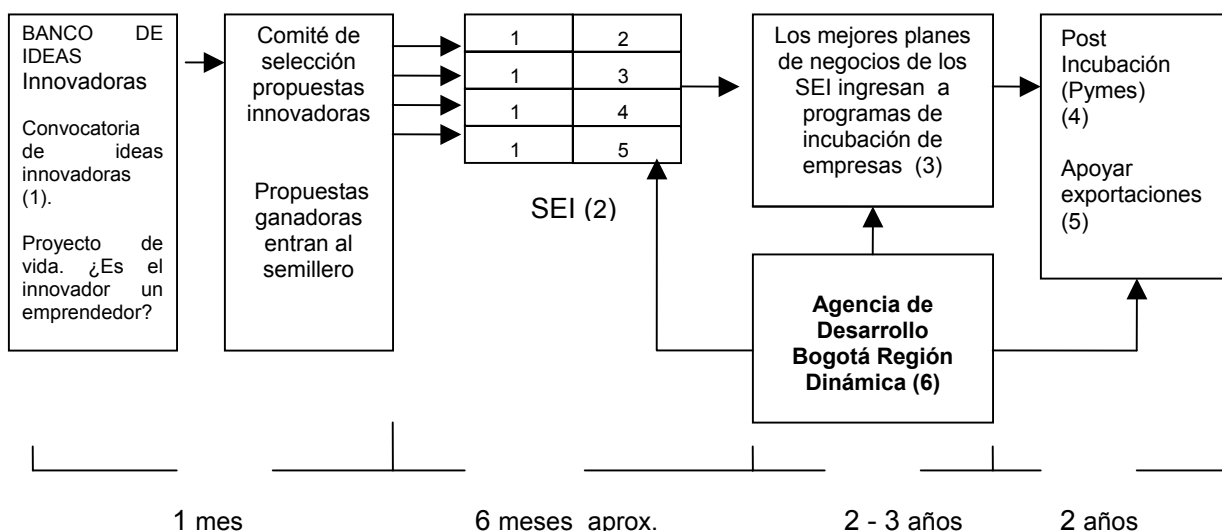 BANCO DE
IDEAS
Innovadoras
Convocatoria
de ideas
innovadoras
(1).
Proyecto de
vida. ¿Es el
innovador un
emprendedor?
Comité de
selección
propuestas
innovadoras
Propuestas
ganadoras
entran al
semillero
1 2
1 3
1 4
1 5
SEI (2)
Los mejores planes
de negocios de los
SEI ingresan a
programas de
incubación de
empresas (3)
Agencia de
Desarrollo
Bogotá Región
Dinámica (6)
Post
Incubación
(Pymes)
(4)
Apoyar
exportaciones
(5)
1 mes
6 meses aprox.
2 - 3 años
2 años